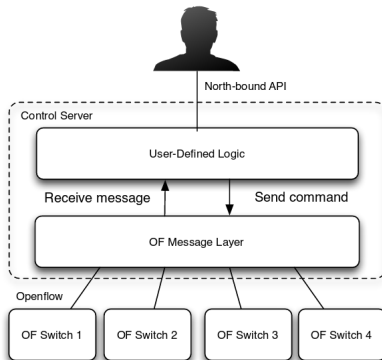 North-bound API
Control Server
User-Defined Logic
Receive message
Send command
OF Message Layer
Openflow
OF Switch 1
OF Switch 2
OF Switch 3
OF Switch 4